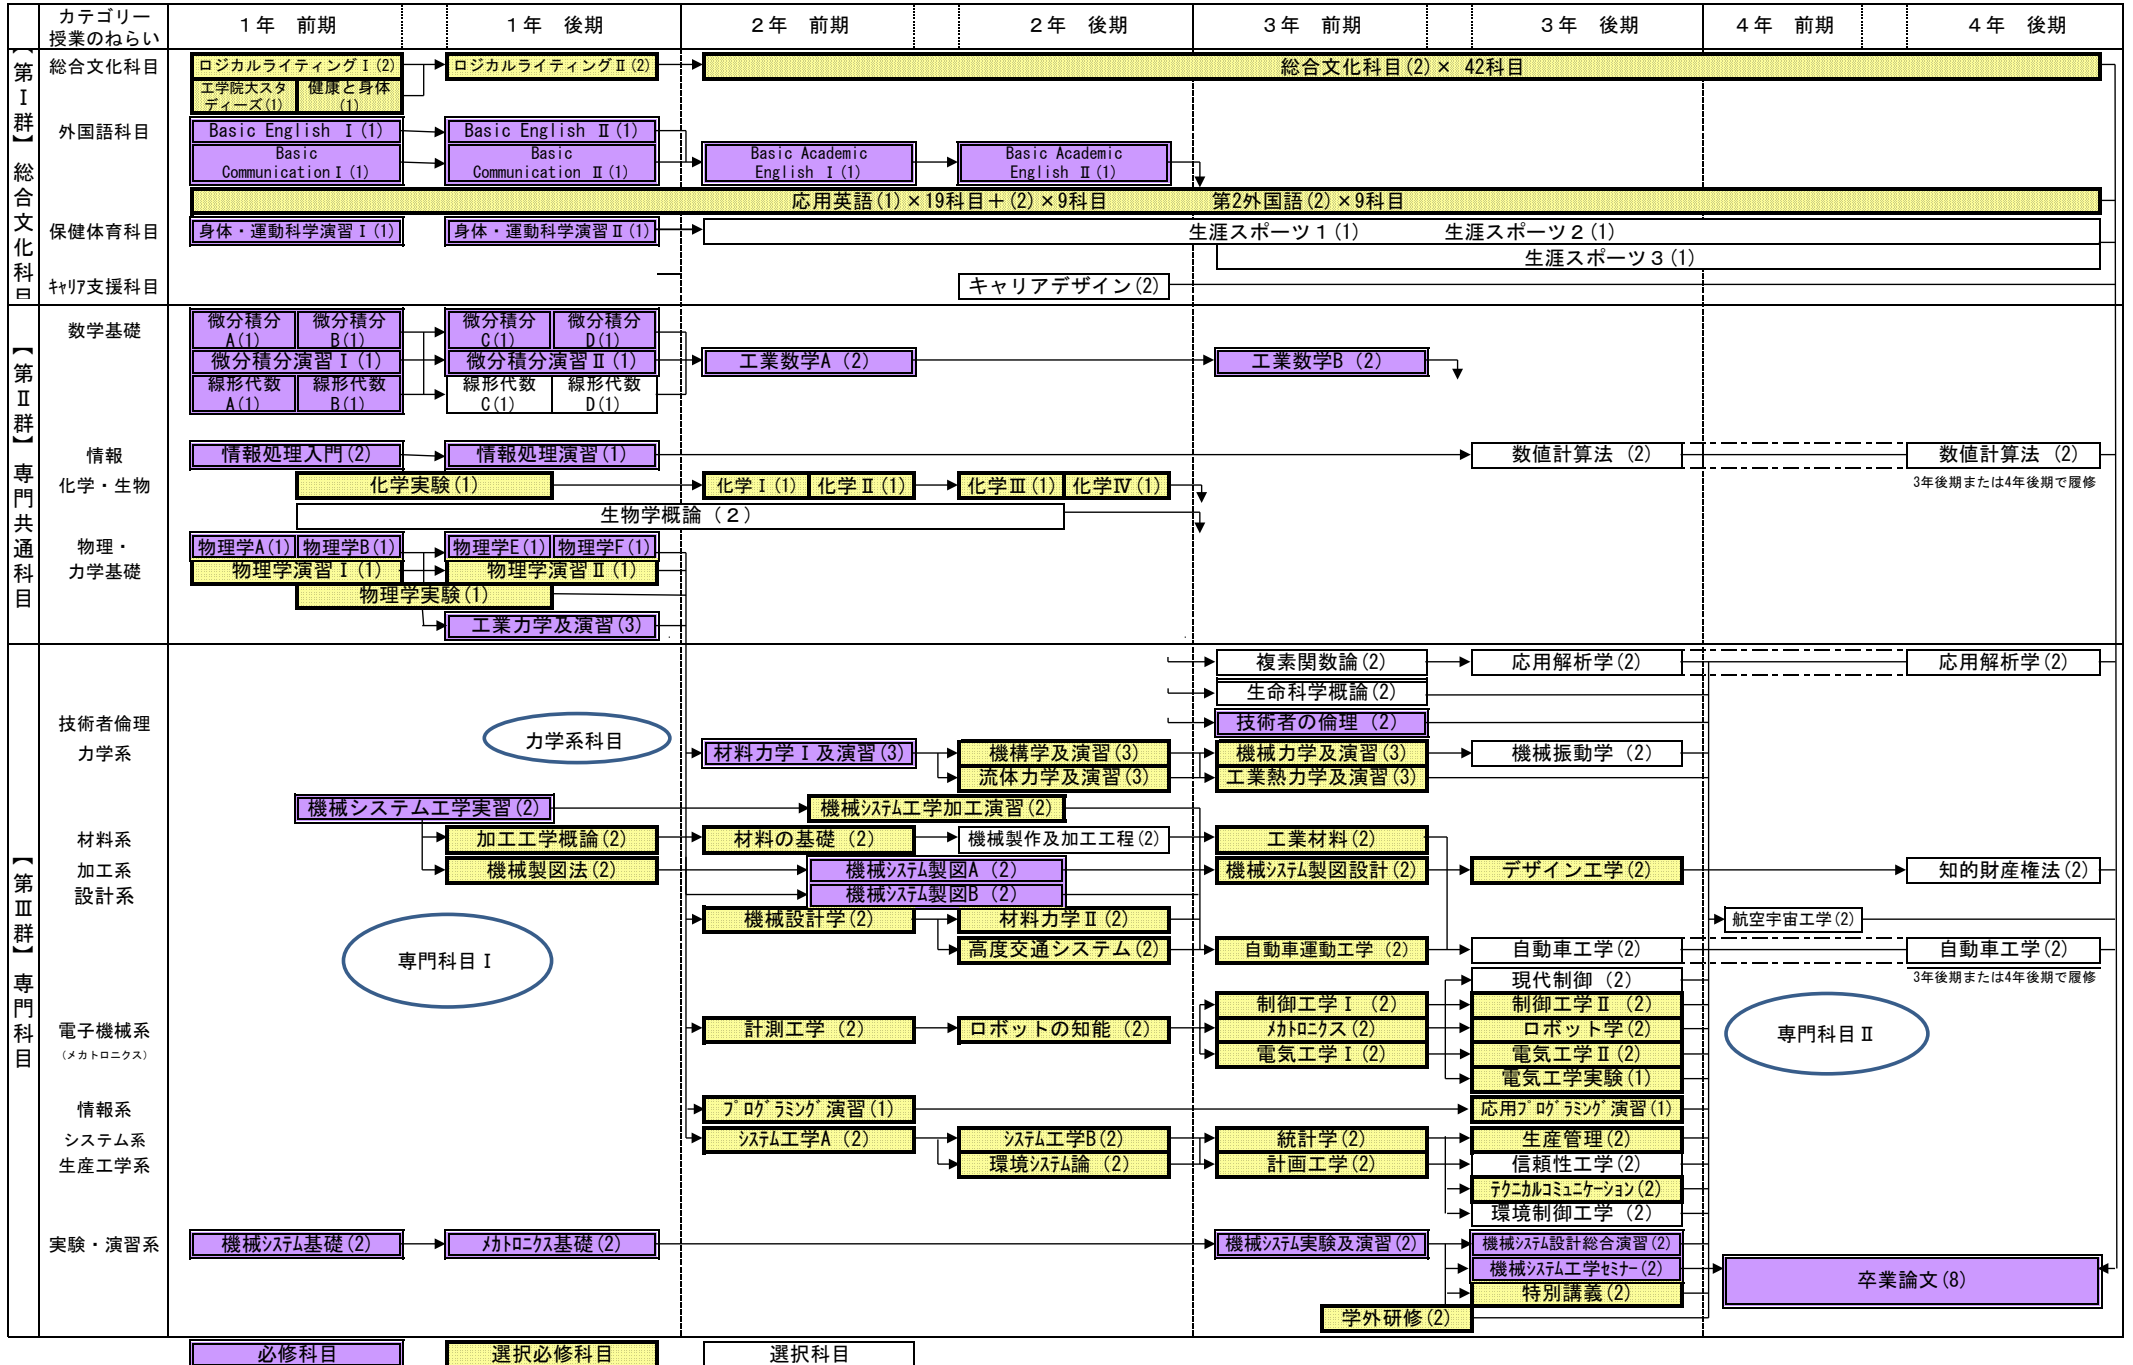 カテゴリー
授業のねらい
１年　前期
１年　後期
２年　前期
２年　後期
３年　前期
３年　後期
４年　前期
４年　後期
【第Ⅰ群】 総合文化科目
総合文化科目
ロジカルライティングⅠ(2)
ロジカルライティングⅡ(2)
総合文化科目(2)× 42科目
工学院大スタ
ディーズ(1)
健康と身体
(1)
外国語科目
Basic English Ⅰ(1)
Basic English Ⅱ(1)
Basic
Communication Ⅰ(1)
Basic
Communication Ⅱ(1)
Basic Academic
English Ⅰ(1)
Basic Academic
English Ⅱ(1)
応用英語(1)×19科目＋(2)×9科目
第2外国語(2)×9科目
保健体育科目
身体・運動科学演習Ⅰ(1)
身体・運動科学演習Ⅱ(1)
生涯スポーツ１(1)
生涯スポーツ２(1)
生涯スポーツ３(1)
ｷｬﾘｱ支援科目
キャリアデザイン(2)
【第Ⅱ群】 専門共通科目
数学基礎
微分積分
A(1)
微分積分
B(1)
微分積分
C(1)
微分積分
D(1)
微分積分演習Ⅰ(1)
微分積分演習Ⅱ(1)
工業数学A (2)
工業数学B (2)
線形代数
A(1)
線形代数
B(1)
線形代数
C(1)
線形代数
D(1)
情報
情報処理入門(2)
情報処理演習(1)
数値計算法 (2)
数値計算法 (2)
化学・生物
化学実験(1)
化学Ⅰ(1)
化学Ⅱ(1)
化学Ⅲ(1)
化学Ⅳ(1)
3年後期または4年後期で履修
生物学概論（２）
物理・
力学基礎
物理学A(1)
物理学B(1)
物理学E(1)
物理学F(1)
物理学演習Ⅰ(1)
物理学演習Ⅱ(1)
物理学実験(1)
工業力学及演習(3)
【第Ⅲ群】 専門科目
複素関数論(2)
応用解析学(2)
応用解析学(2)
生命科学概論(2)
技術者倫理
技術者の倫理 (2)
力学系科目
力学系
材料力学Ⅰ及演習(3)
機構学及演習(3)
機械力学及演習(3)
機械振動学 (2)
流体力学及演習(3)
工業熱力学及演習(3)
機械システム工学実習(2)
機械ｼｽﾃﾑ工学加工演習(2)
材料系
加工工学概論(2)
材料の基礎 (2)
機械製作及加工工程(2)
工業材料(2)
加工系
機械製図法(2)
機械ｼｽﾃﾑ製図A (2)
機械ｼｽﾃﾑ製図設計(2)
デザイン工学(2)
知的財産権法(2)
設計系
機械ｼｽﾃﾑ製図B (2)
機械設計学(2)
材料力学Ⅱ(2)
航空宇宙工学(2)
専門科目Ⅰ
高度交通システム(2)
自動車運動工学 (2)
自動車工学(2)
自動車工学(2)
現代制御 (2)
3年後期または4年後期で履修
制御工学Ⅰ (2)
制御工学Ⅱ (2)
電子機械系
（メカトロニクス）
計測工学 (2)
ロボットの知能 (2)
ﾒｶﾄﾛﾆｸｽ(2)
ロボット学(2)
専門科目Ⅱ
電気工学Ⅰ(2)
電気工学Ⅱ(2)
電気工学実験(1)
情報系
ﾌﾟﾛｸﾞﾗﾐﾝｸﾞ演習(1)
応用ﾌﾟﾛｸﾞﾗﾐﾝｸﾞ演習(1)
システム系
ｼｽﾃﾑ工学A (2)
ｼｽﾃﾑ工学B(2)
統計学(2)
生産管理(2)
生産工学系
環境ｼｽﾃﾑ論 (2)
計画工学(2)
信頼性工学(2)
ﾃｸﾆｶﾙｺﾐｭﾆｹｰｼｮﾝ(2)
環境制御工学 (2)
実験・演習系
機械ｼｽﾃﾑ基礎(2)
ﾒｶﾄﾛﾆｸｽ基礎(2)
機械ｼｽﾃﾑ実験及演習(2)
機械ｼｽﾃﾑ設計総合演習(2)
機械ｼｽﾃﾑ工学ｾﾐﾅｰ(2)
卒業論文(8)
特別講義(2)
学外研修(2)
必修科目
選択必修科目
選択科目